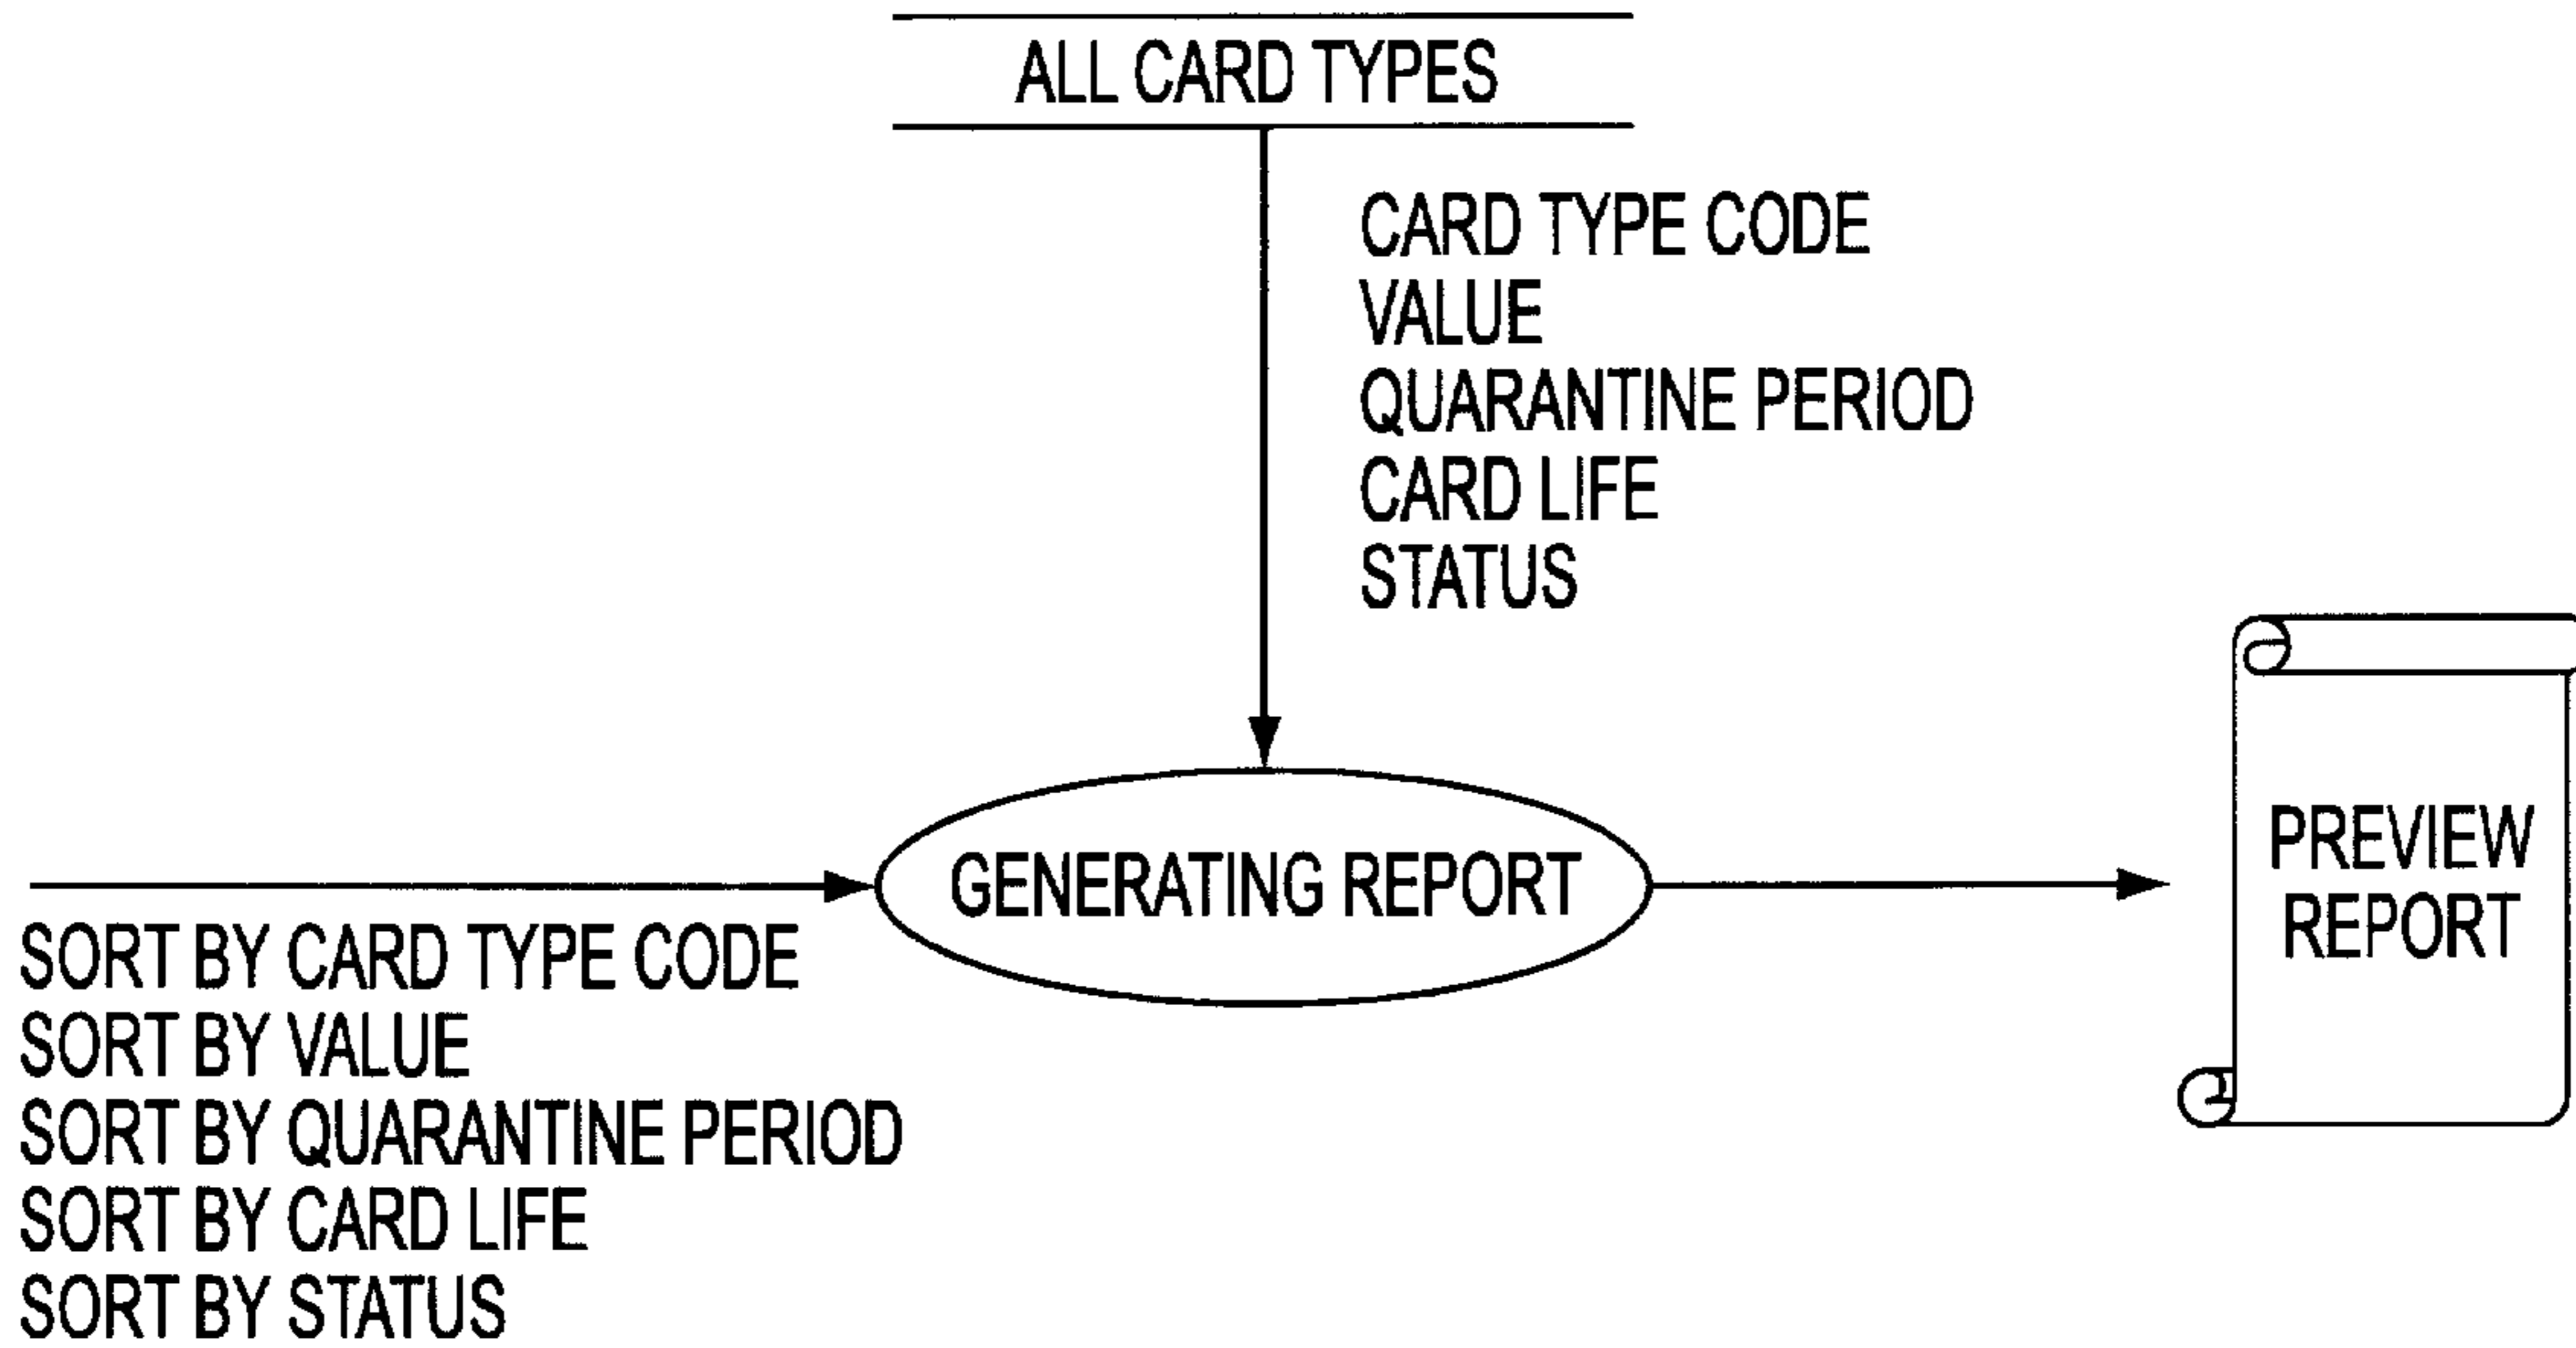 ALL CARD TYPES
CARD TYPE CODE
VALUE
QUARANTINE PERIOD
CARD LIFE
STATUS
GENERATING REPORT
PREVIEW
REPORT
SORT BY CARD TYPE CODE
SORT BY VALUE
SORT BY QUARANTINE PERIOD
SORT BY CARD LIFE
SORT BY STATUS